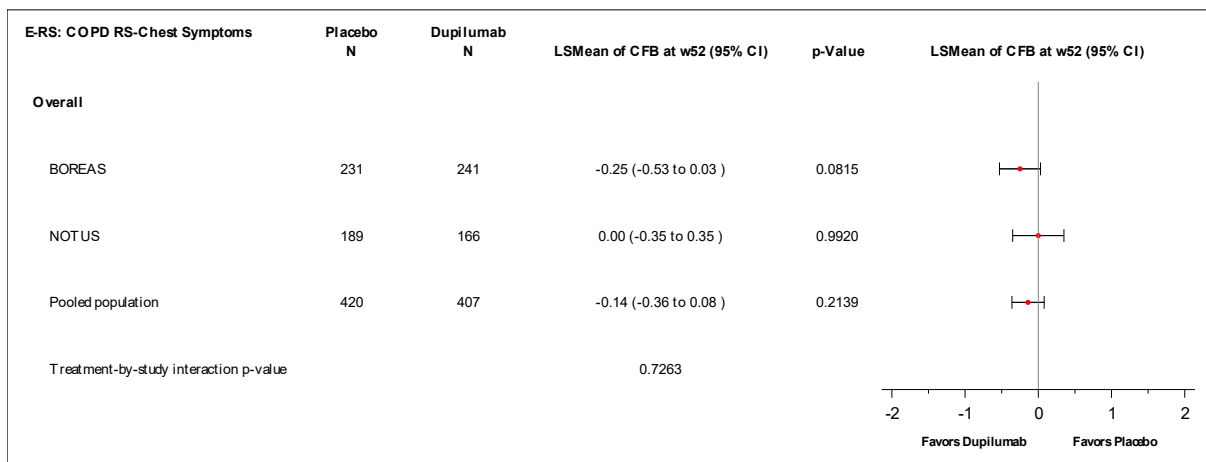 E-RS: COPD RS-Chest Symptoms Placebo N Dupilumab N LSMean of CFB at w52 (95% CI) p-Value LSMean of CFB at w52 (95% CI)
Overall
BOREAS 231 241 -0.25 (-0.53 to 0.03 ) 0.0815
NOTUS 189 166 0.00 (-0.35 to 0.35 ) 0.9920
Pooled population 420 407 -0.14 (-0.36 to 0.08 ) 0.2139
Treatment-by-study interaction p-value 0.7263
-2 -1 0 1 2
Favors Dupilumab Favors Placebo